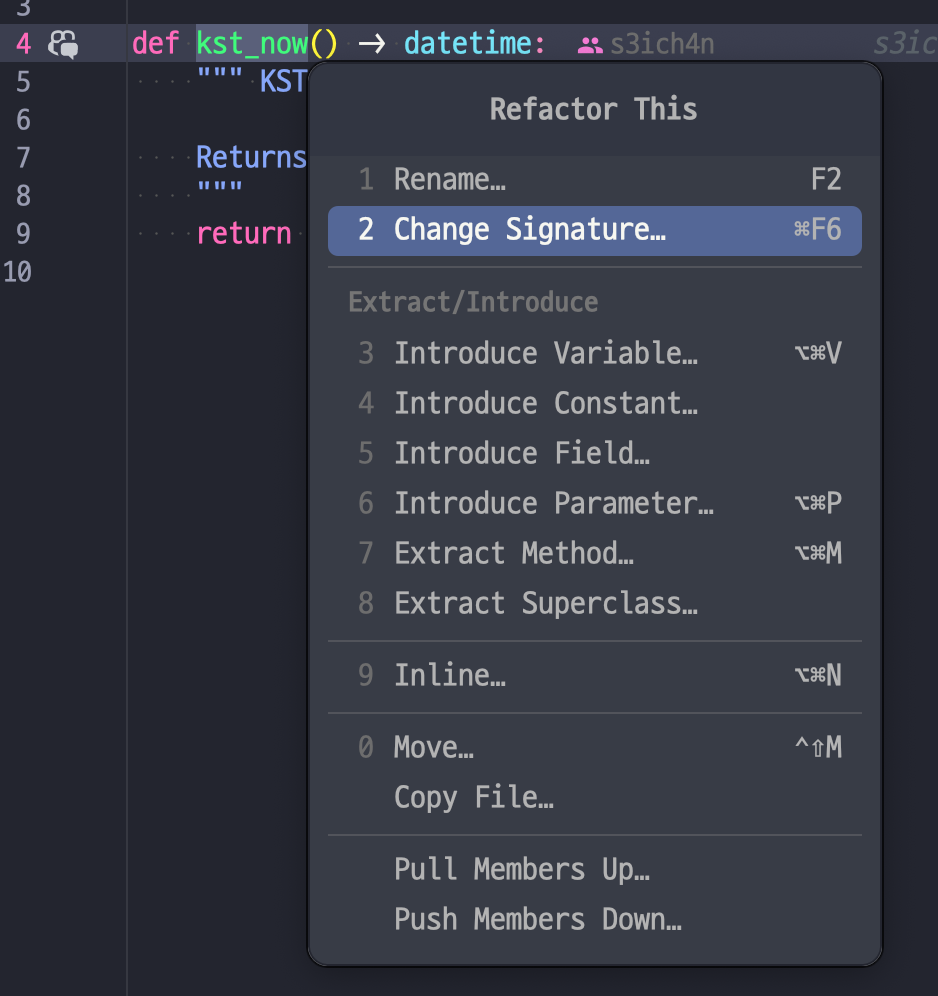 3
4 def kst_now() -> datetime: s3ich4n s3ic
5 """ KST
6
7 Returns
8 """
9 return
10
Refactor This
1 Rename… F2
2 Change Signature… ⌘F6
Extract/Introduce
3 Introduce Variable… ⌥⌘V
4 Introduce Constant…
5 Introduce Field…
6 Introduce Parameter… ⌥⌘P
7 Extract Method… ⌥⌘M
8 Extract Superclass…
9 Inline… ⌥⌘N
0 Move… ^⇧M
Copy File…
Pull Members Up…
Push Members Down…